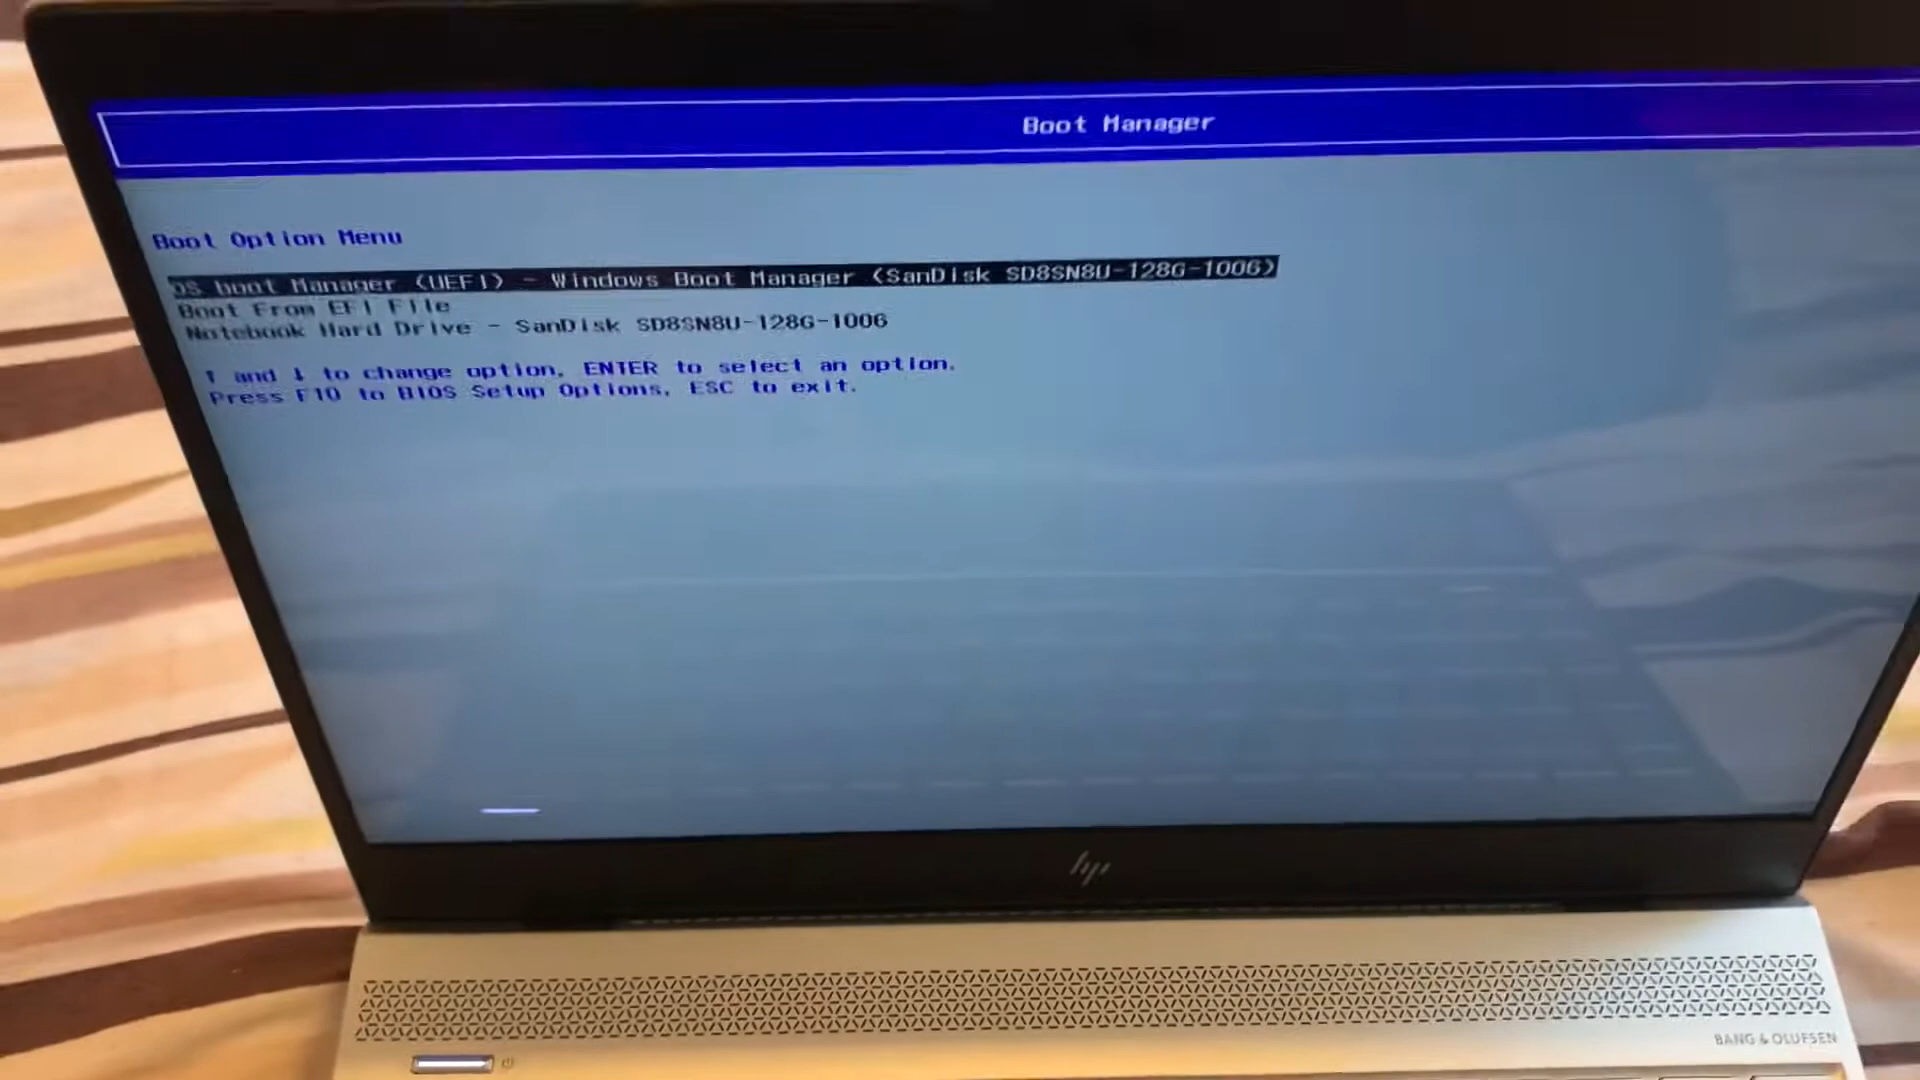 Boot Manager
Boot Option Menu
OS boot Manager (UEFI) - Windows Boot Manager (SanDisk SD8SN8U-128G-1006)
Boot From EFI File
Notebook Hard Drive - SanDisk SD8SN8U-128G-1006
↑ and ↓ to change option, ENTER to select an option.
Press F10 to BIOS Setup Options, ESC to exit.
hp
BANG & OLUFSEN